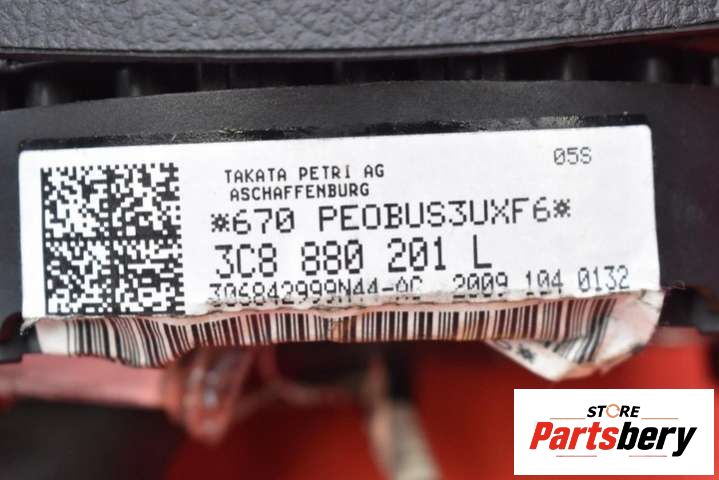 TAKATA PETRI AG
05S
ASCHAFFENBURG
*670 PEOBUS3UXF6*
3C8 880 201 L
306842999N44-AC 2009 104 0132
STORE
Partsbery